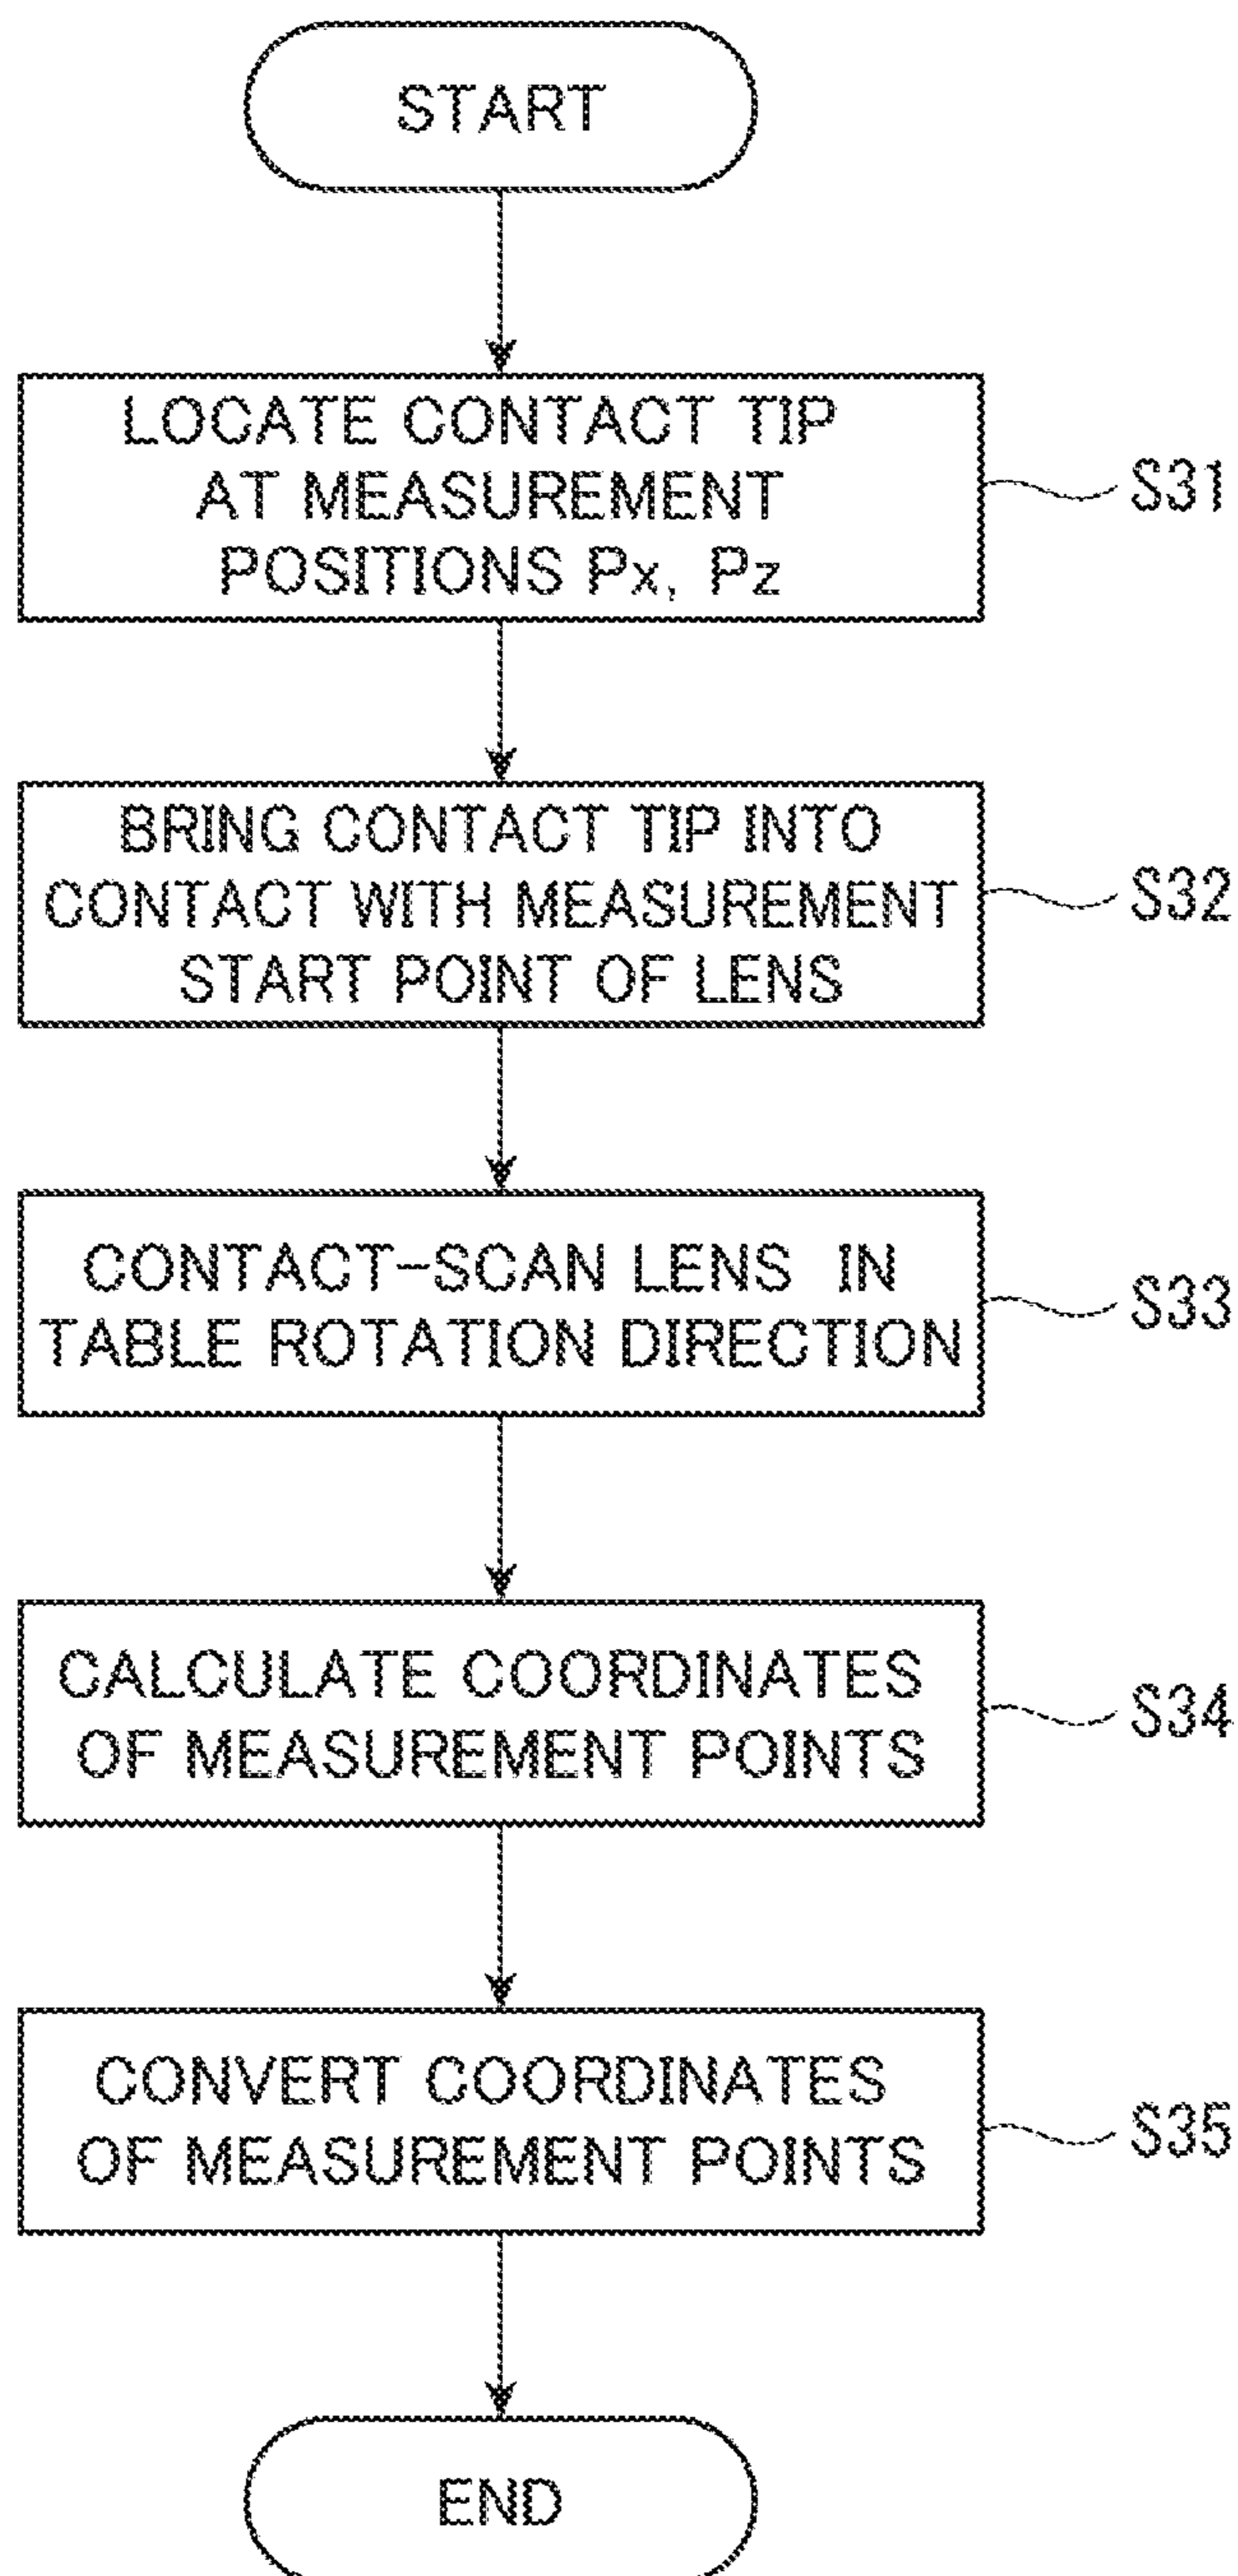 START
LOCATE CONTACT TIP
AT MEASUREMENT
POSITIONS Px, Pz
S31
BRING CONTACT TIP INTO
CONTACT WITH MEASUREMENT
START POINT OF LENS
S32
CONTACT-SCAN LENS IN
TABLE ROTATION DIRECTION
S33
CALCULATE COORDINATES
OF MEASUREMENT POINTS
S34
CONVERT COORDINATES
OF MEASUREMENT POINTS
S35
END